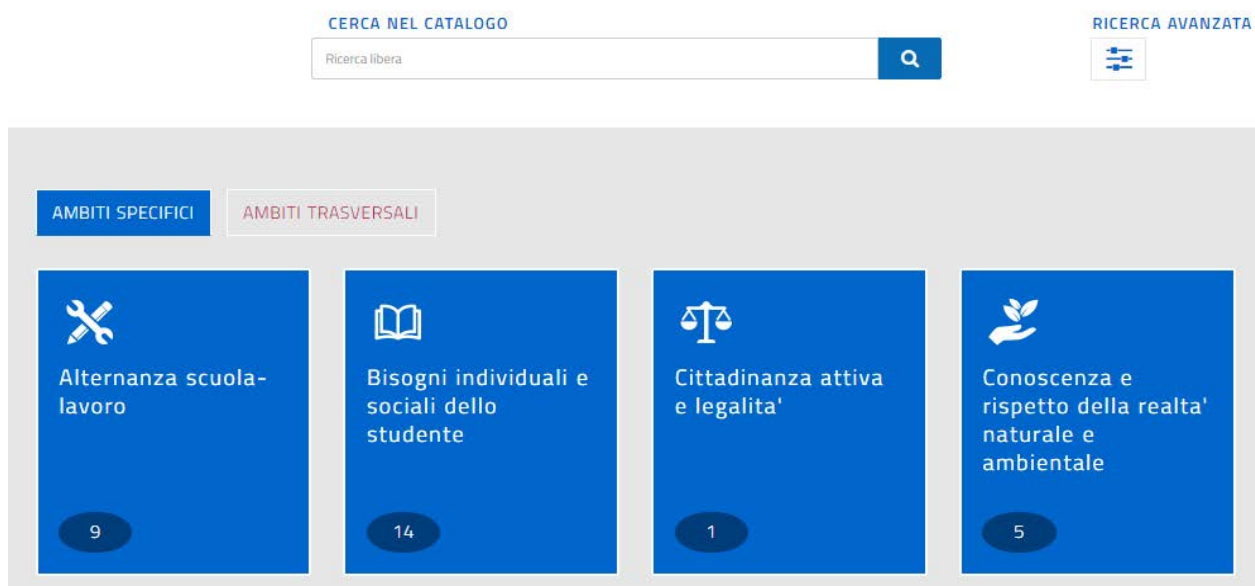 CERCA NEL CATALOGO
RICERCA AVANZATA
Ricerca libera
AMBITI SPECIFICI
AMBITI TRASVERSALI
Alternanza scuola-
lavoro
9
Bisogni individuali e
sociali dello
studente
14
Cittadinanza attiva
e legalita'
1
Conoscenza e
rispetto della realta'
naturale e
ambientale
5